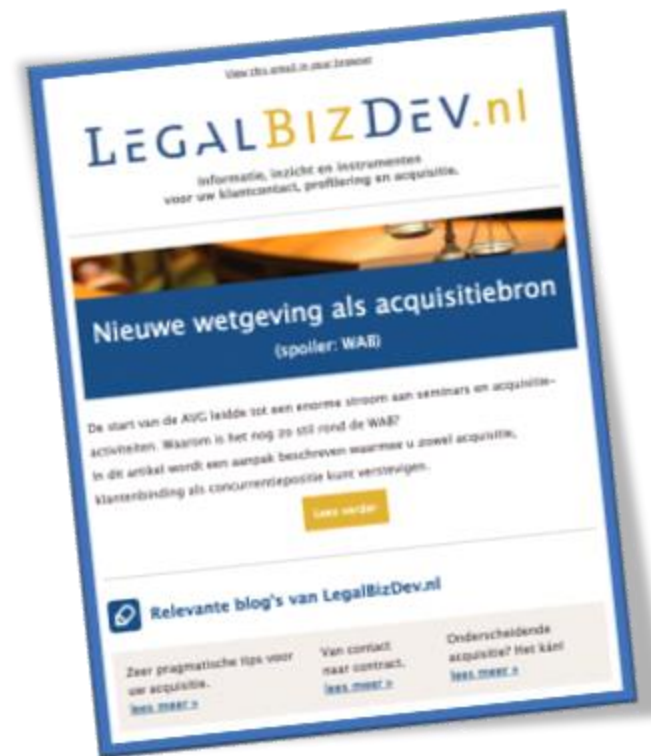 View this email in your browser
LEGALBIZDEV.nl
Informatie, inzicht en instrumenten
voor uw klantcontact, profilering en acquisitie.
Nieuwe wetgeving als acquisitiebron
(spoiler: WAB)
De start van de AVG leidde tot een enorme stroom aan seminars en acquisitie-
activiteiten. Waarom is het nog zo stil rond de WAB?
In dit artikel wordt een aanpak beschreven waarmee u zowel acquisitie,
klantenbinding als concurrentiepositie kunt verstevigen.
Lees verder
Relevante blog's van LegalBizDev.nl
Zeer pragmatische tips voor
uw acquisitie.
lees meer »
Van contact
naar contract.
lees meer »
Onderscheidende
acquisitie? Het kán!
lees meer »